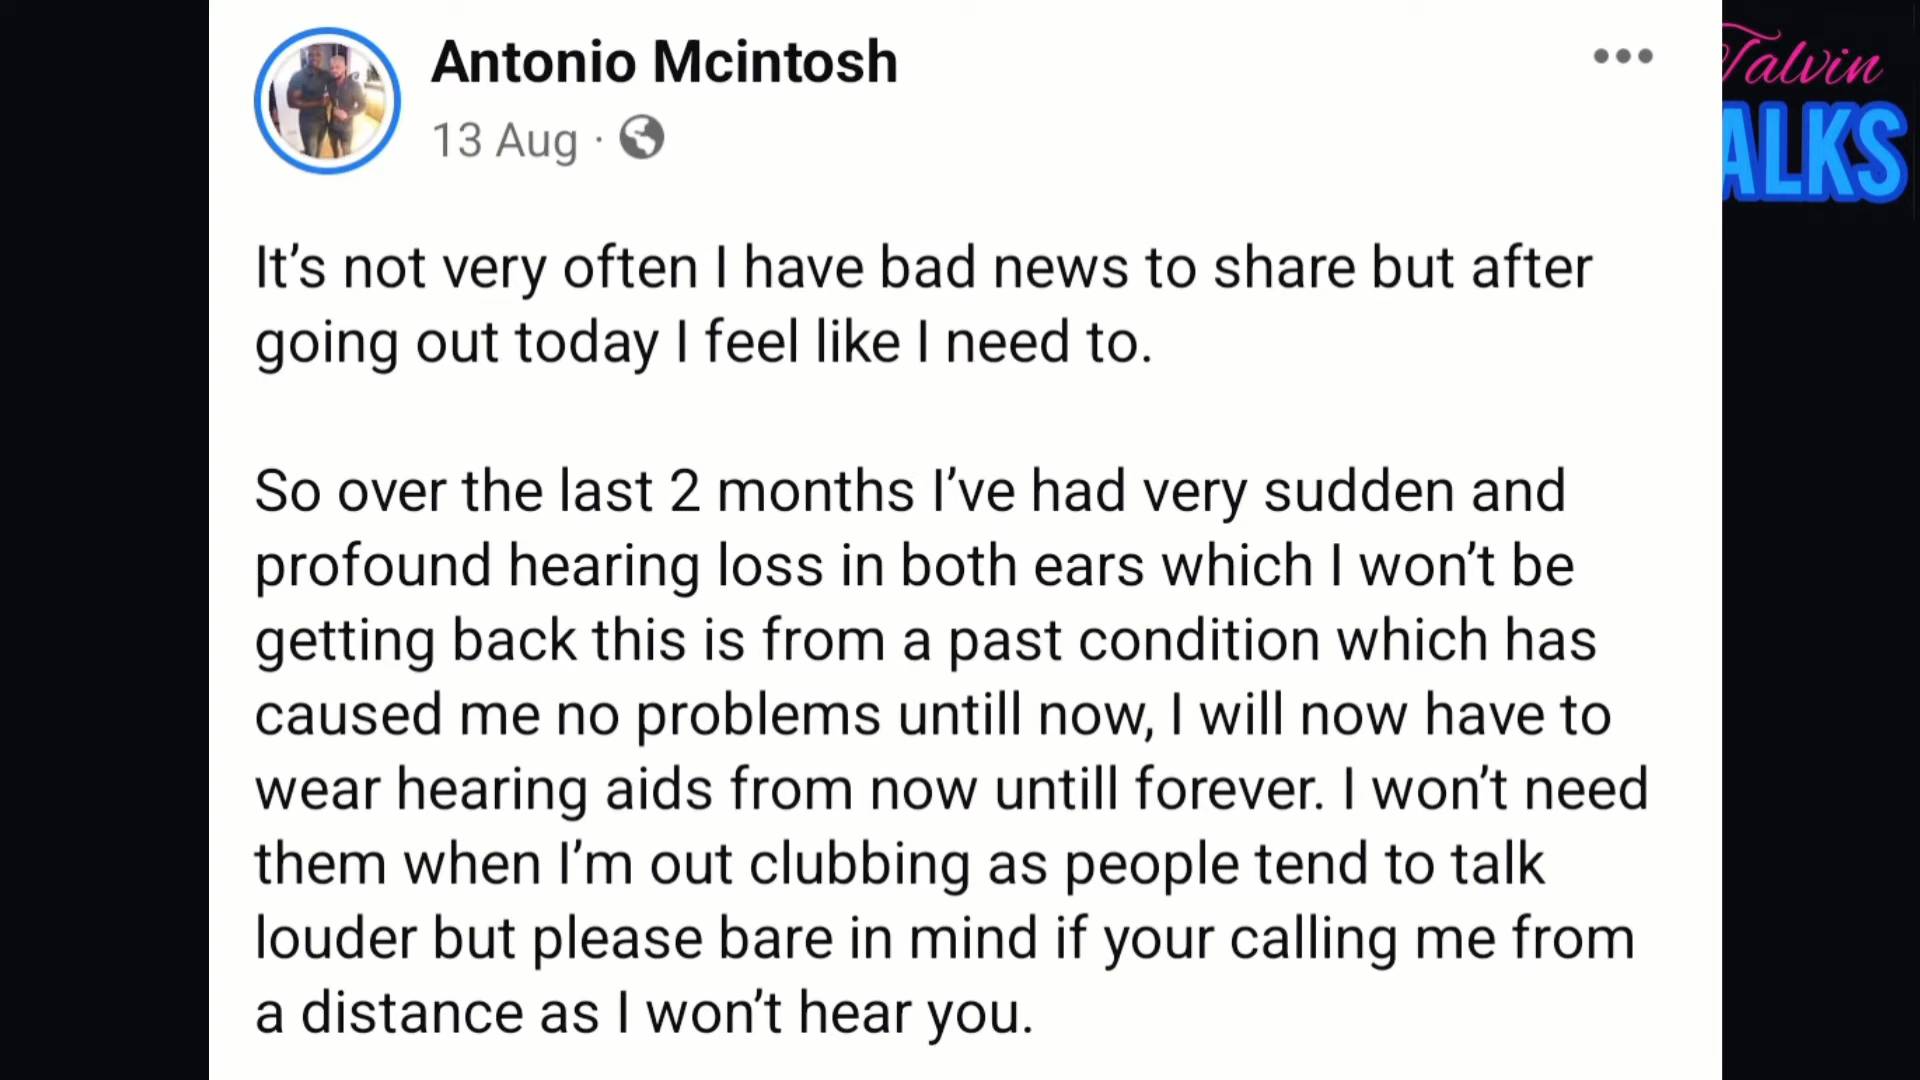 Antonio Mcintosh
13 Aug ·
It’s not very often I have bad news to share but after
going out today I feel like I need to.
So over the last 2 months I’ve had very sudden and
profound hearing loss in both ears which I won’t be
getting back this is from a past condition which has
caused me no problems untill now, I will now have to
wear hearing aids from now untill forever. I won’t need
them when I’m out clubbing as people tend to talk
louder but please bare in mind if your calling me from
a distance as I won’t hear you.
Talvin
ALKS